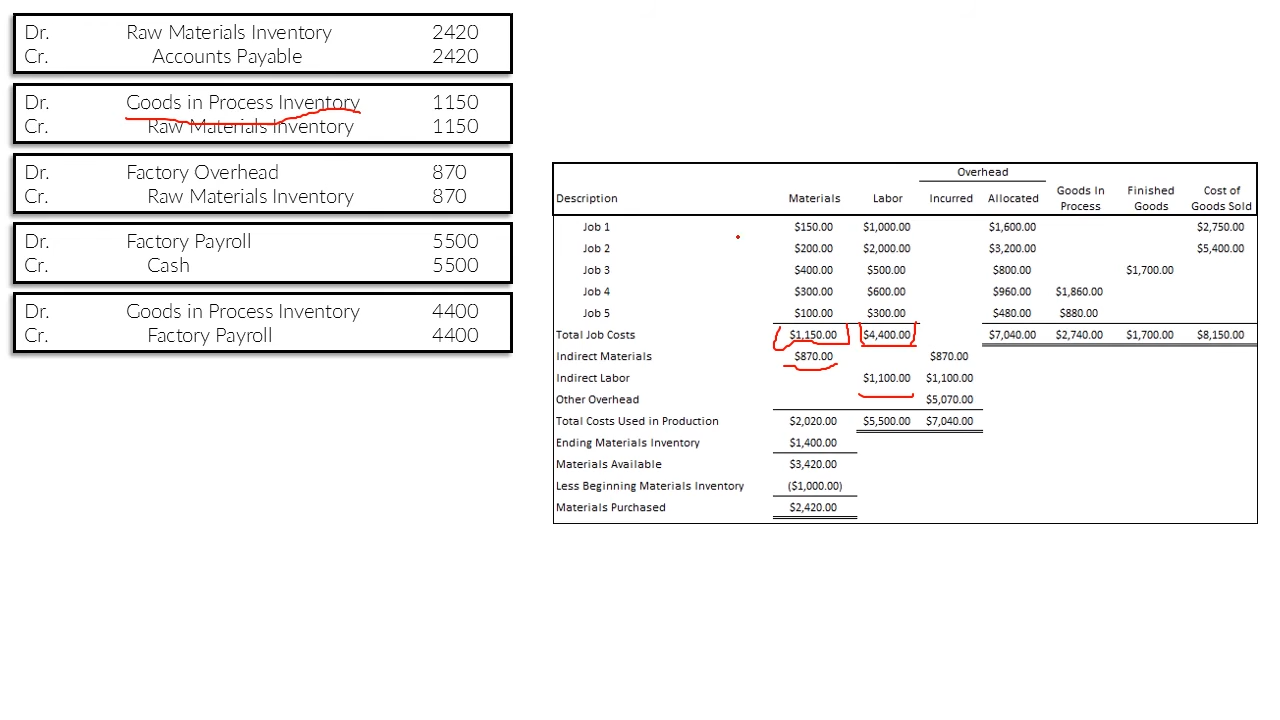 Dr. Raw Materials Inventory 2420
Cr. Accounts Payable 2420
Dr. Goods in Process Inventory 1150
Cr. Raw Materials Inventory 1150
Dr. Factory Overhead 870
Cr. Raw Materials Inventory 870
Dr. Factory Payroll 5500
Cr. Cash 5500
Dr. Goods in Process Inventory 4400
Cr. Factory Payroll 4400
Overhead
Description Materials Labor Incurred Allocated Goods In Process Finished Goods Cost of Goods Sold
Job 1 $150.00 $1,000.00 $1,600.00 $2,750.00
Job 2 $200.00 $2,000.00 $3,200.00 $5,400.00
Job 3 $400.00 $500.00 $800.00 $1,700.00
Job 4 $300.00 $600.00 $960.00 $1,860.00
Job 5 $100.00 $300.00 $480.00 $880.00
Total Job Costs $1,150.00 $4,400.00 $7,040.00 $2,740.00 $1,700.00 $8,150.00
Indirect Materials $870.00 $870.00
Indirect Labor $1,100.00 $1,100.00
Other Overhead $5,070.00
Total Costs Used in Production $2,020.00 $5,500.00 $7,040.00
Ending Materials Inventory $1,400.00
Materials Available $3,420.00
Less Beginning Materials Inventory ($1,000.00)
Materials Purchased $2,420.00